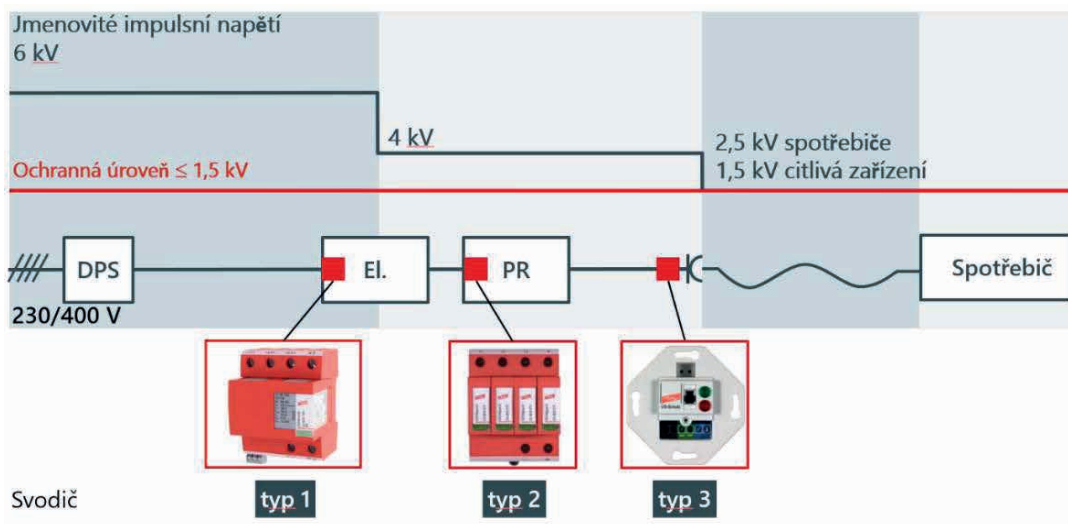 Jmenovité impulsní napětí
6 kV
4 kV
2,5 kV spotřebiče
1,5 kV citlivá zařízení
Ochranná úroveň ≤ 1,5 kV
DPS
El.
PR
Spotřebič
230/400 V
Svodič
typ 1
typ 2
typ 3